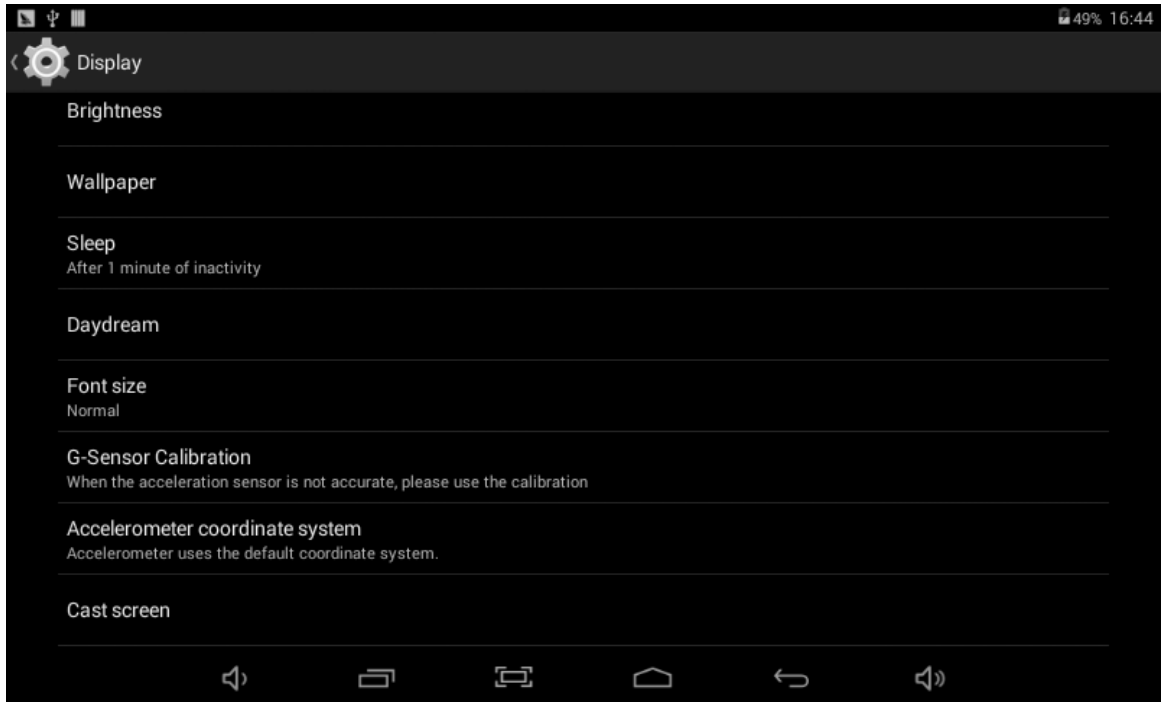 49% 16:44
Display
Brightness
Wallpaper
Sleep
After 1 minute of inactivity
Daydream
Font size
Normal
G-Sensor Calibration
When the acceleration sensor is not accurate, please use the calibration
Accelerometer coordinate system
Accelerometer uses the default coordinate system.
Cast screen